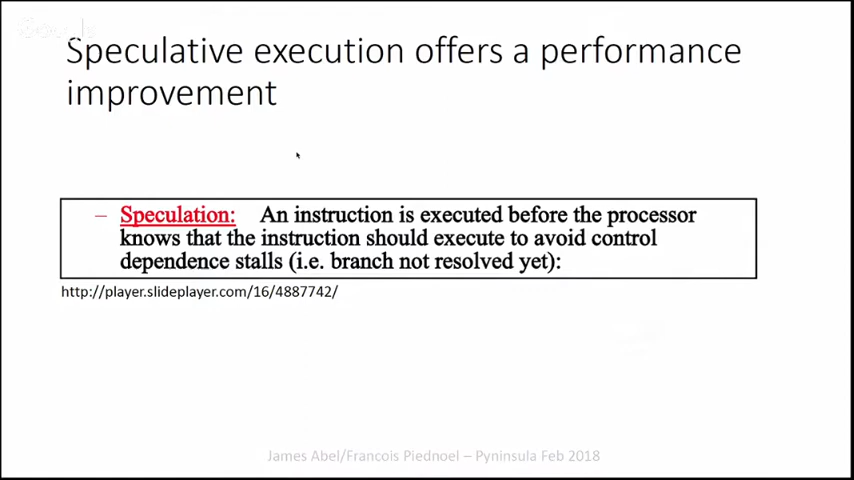 Speculative execution offers a performance
improvement
– Speculation: An instruction is executed before the processor
knows that the instruction should execute to avoid control
dependence stalls (i.e. branch not resolved yet):
http://player.slideplayer.com/16/4887742/
James Abel/Francois Piednoel – Pyninsula Feb 2018